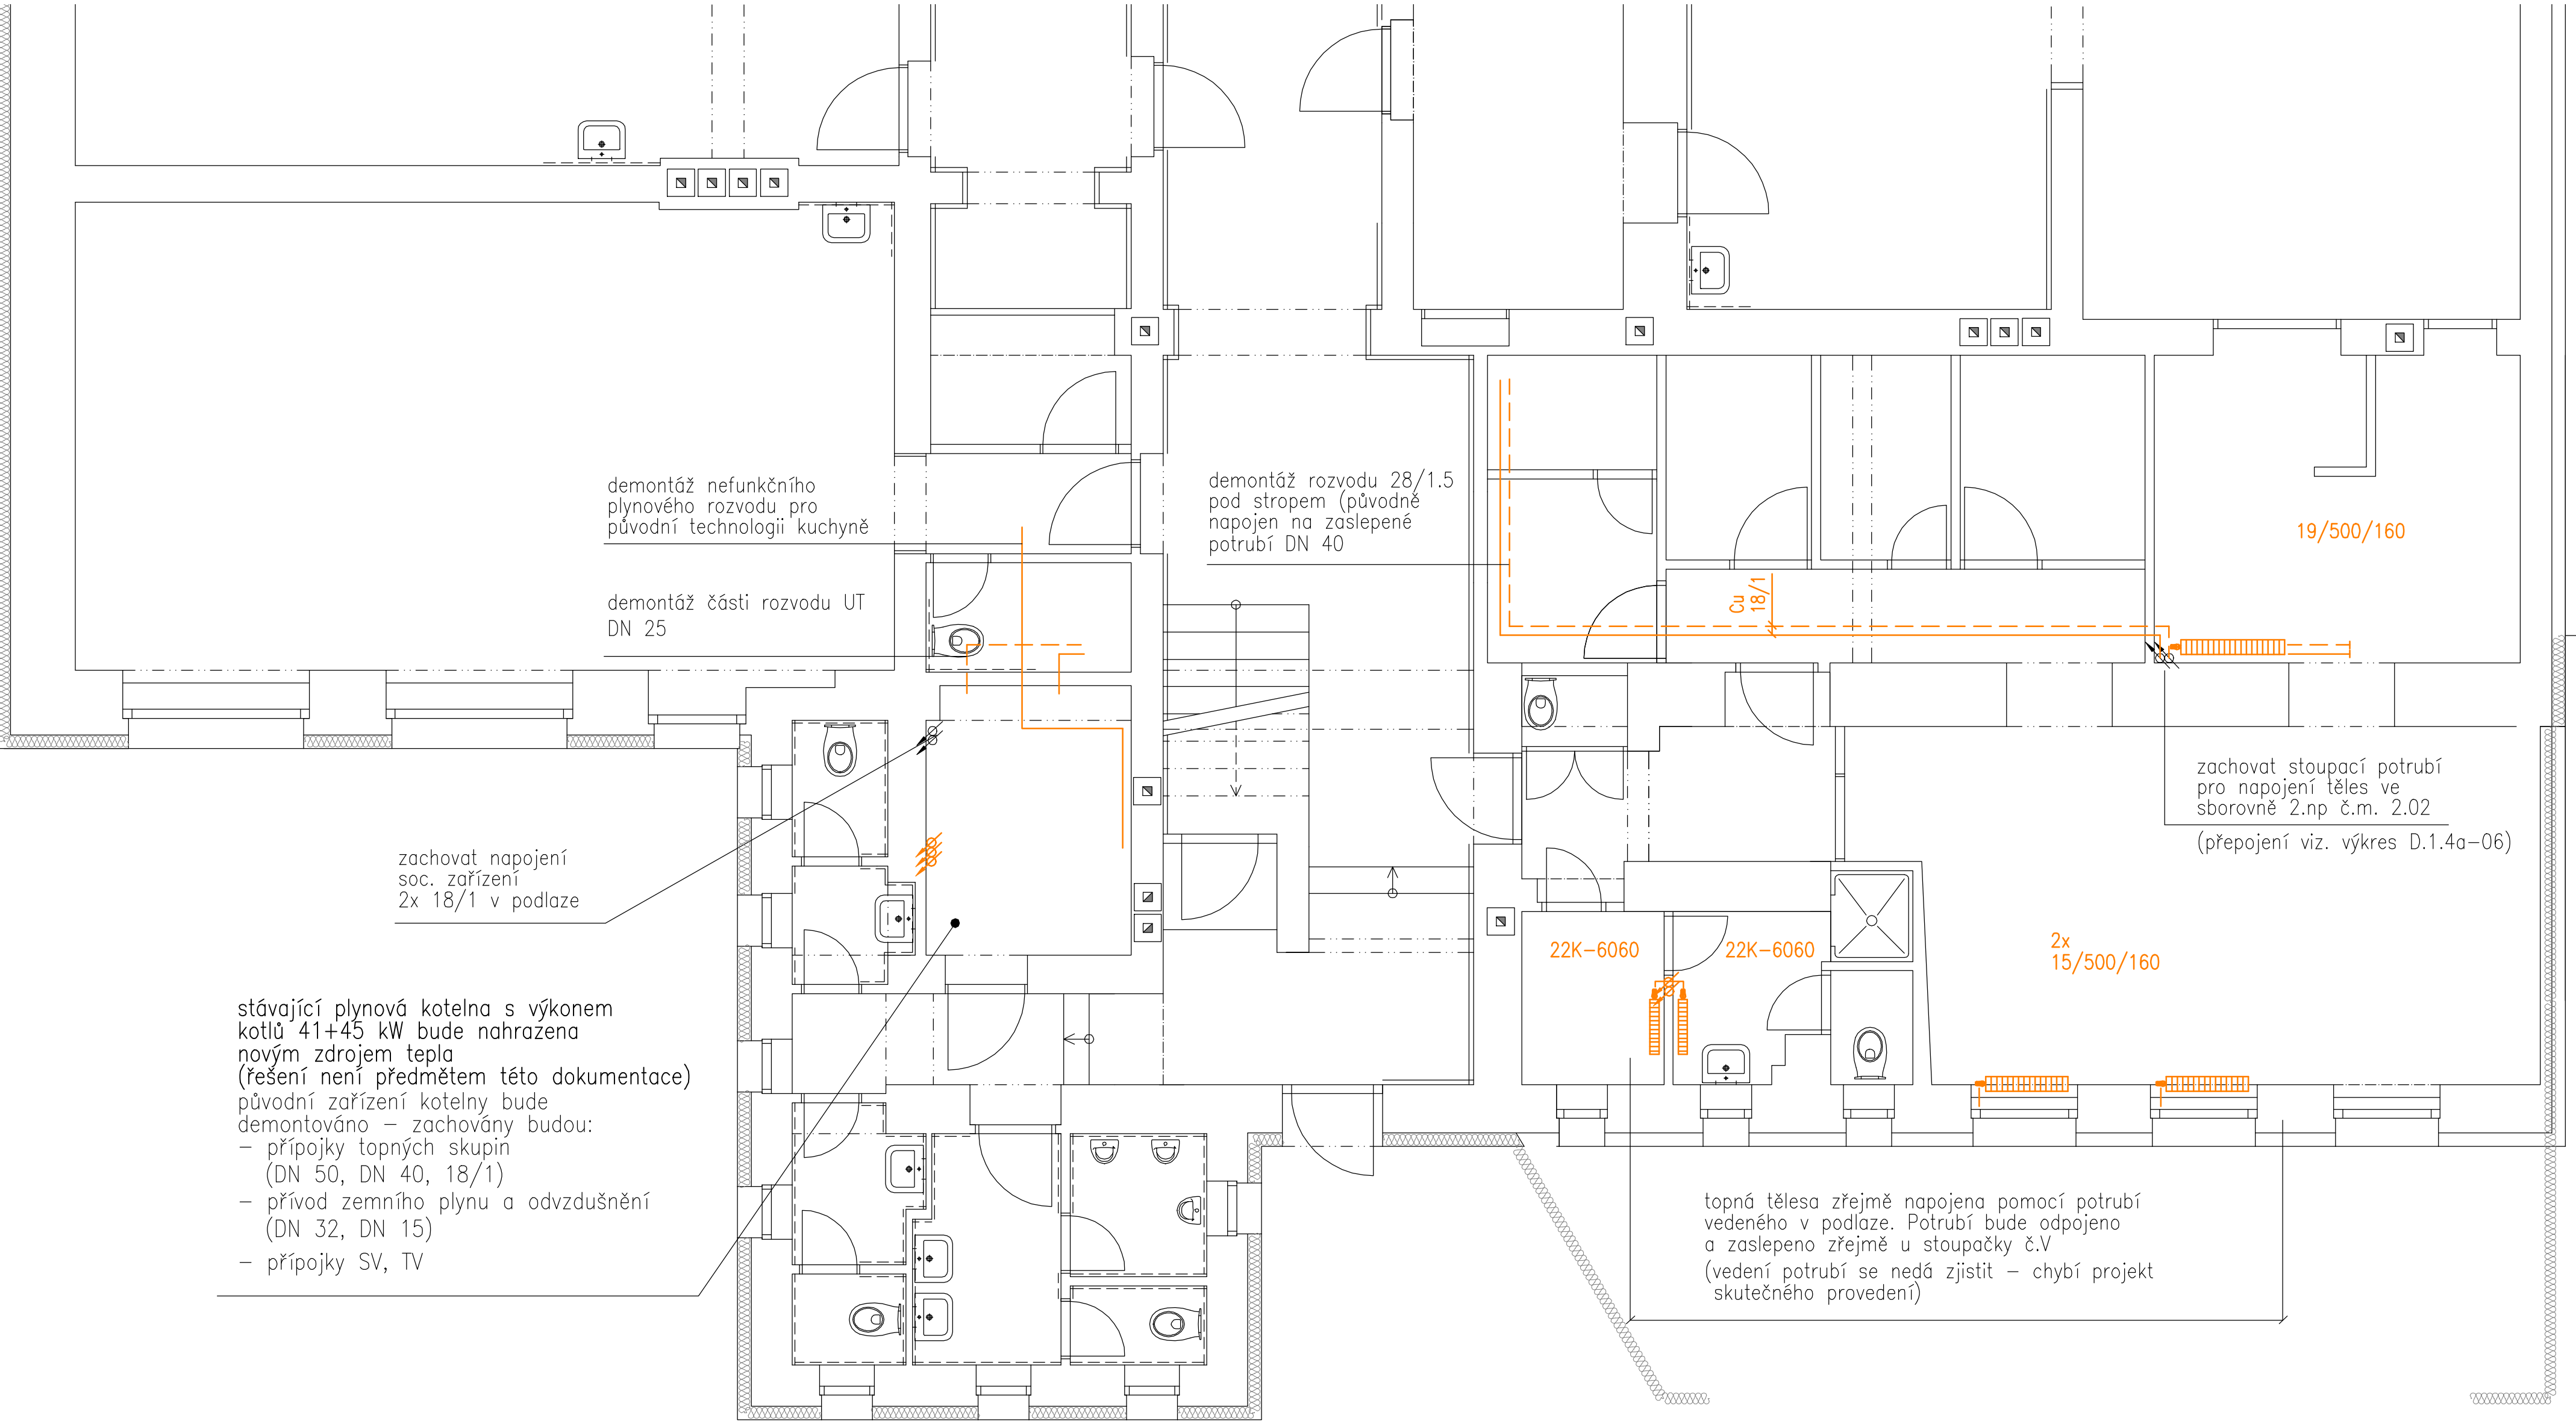 demontáž nefunkčního
plynového rozvodu pro
původní technologii kuchyně
demontáž části rozvodu UT
DN 25
demontáž rozvodu 28/1.5
pod stropem (původně
napojen na zaslepené
potrubí DN 40
19/500/160
Cu
18/1
zachovat stoupací potrubí
pro napojení těles ve
sborovně 2.np č.m. 2.02
(přepojení viz. výkres D.1.4a-06)
zachovat napojení
soc. zařízení
2x 18/1 v podlaze
22K-6060
22K-6060
2x
15/500/160
stávající plynová kotelna s výkonem
kotlů 41+45 kW bude nahrazena
novým zdrojem tepla
(řešení není předmětem této dokumentace)
původní zařízení kotelny bude
demontováno – zachovány budou:
– přípojky topných skupin
(DN 50, DN 40, 18/1)
– přívod zemního plynu a odvzdušnění
(DN 32, DN 15)
– přípojky SV, TV
topná tělesa zřejmě napojena pomocí potrubí
vedeného v podlaze. Potrubí bude odpojeno
a zaslepeno zřejmě u stoupačky č.V
(vedení potrubí se nedá zjistit – chybí projekt
skutečného provedení)